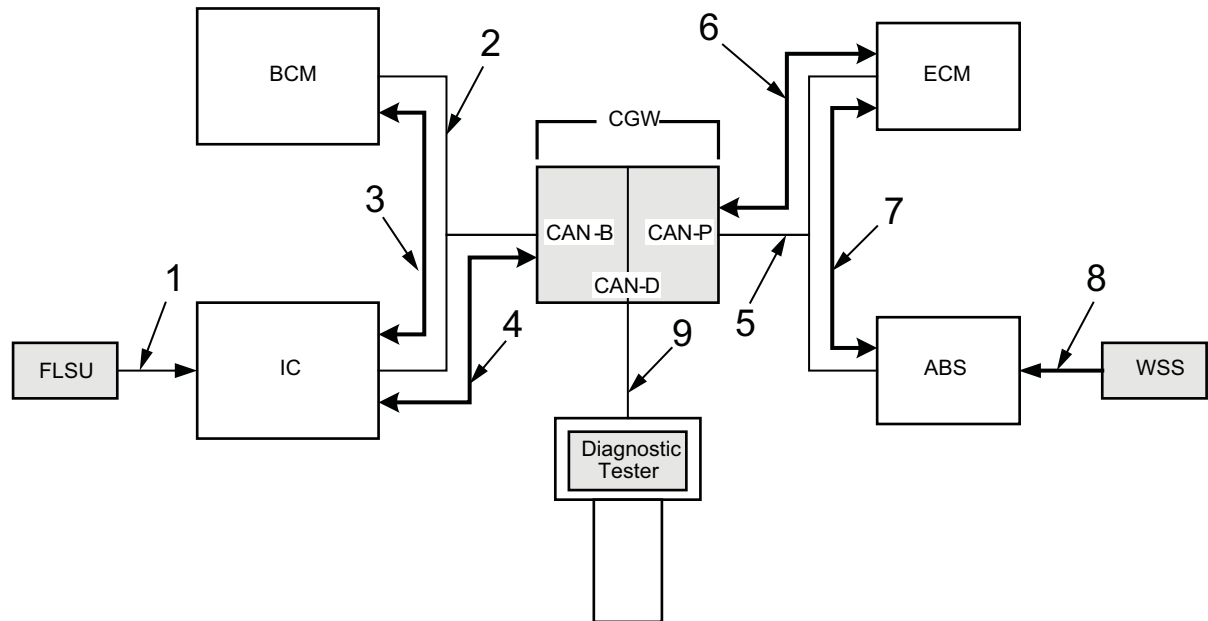 BCM
2
6
ECM
CGW
3
CAN-B
CAN-P
7
CAN-D
1
4
5
8
FLSU
IC
9
ABS
WSS
Diagnostic
Tester